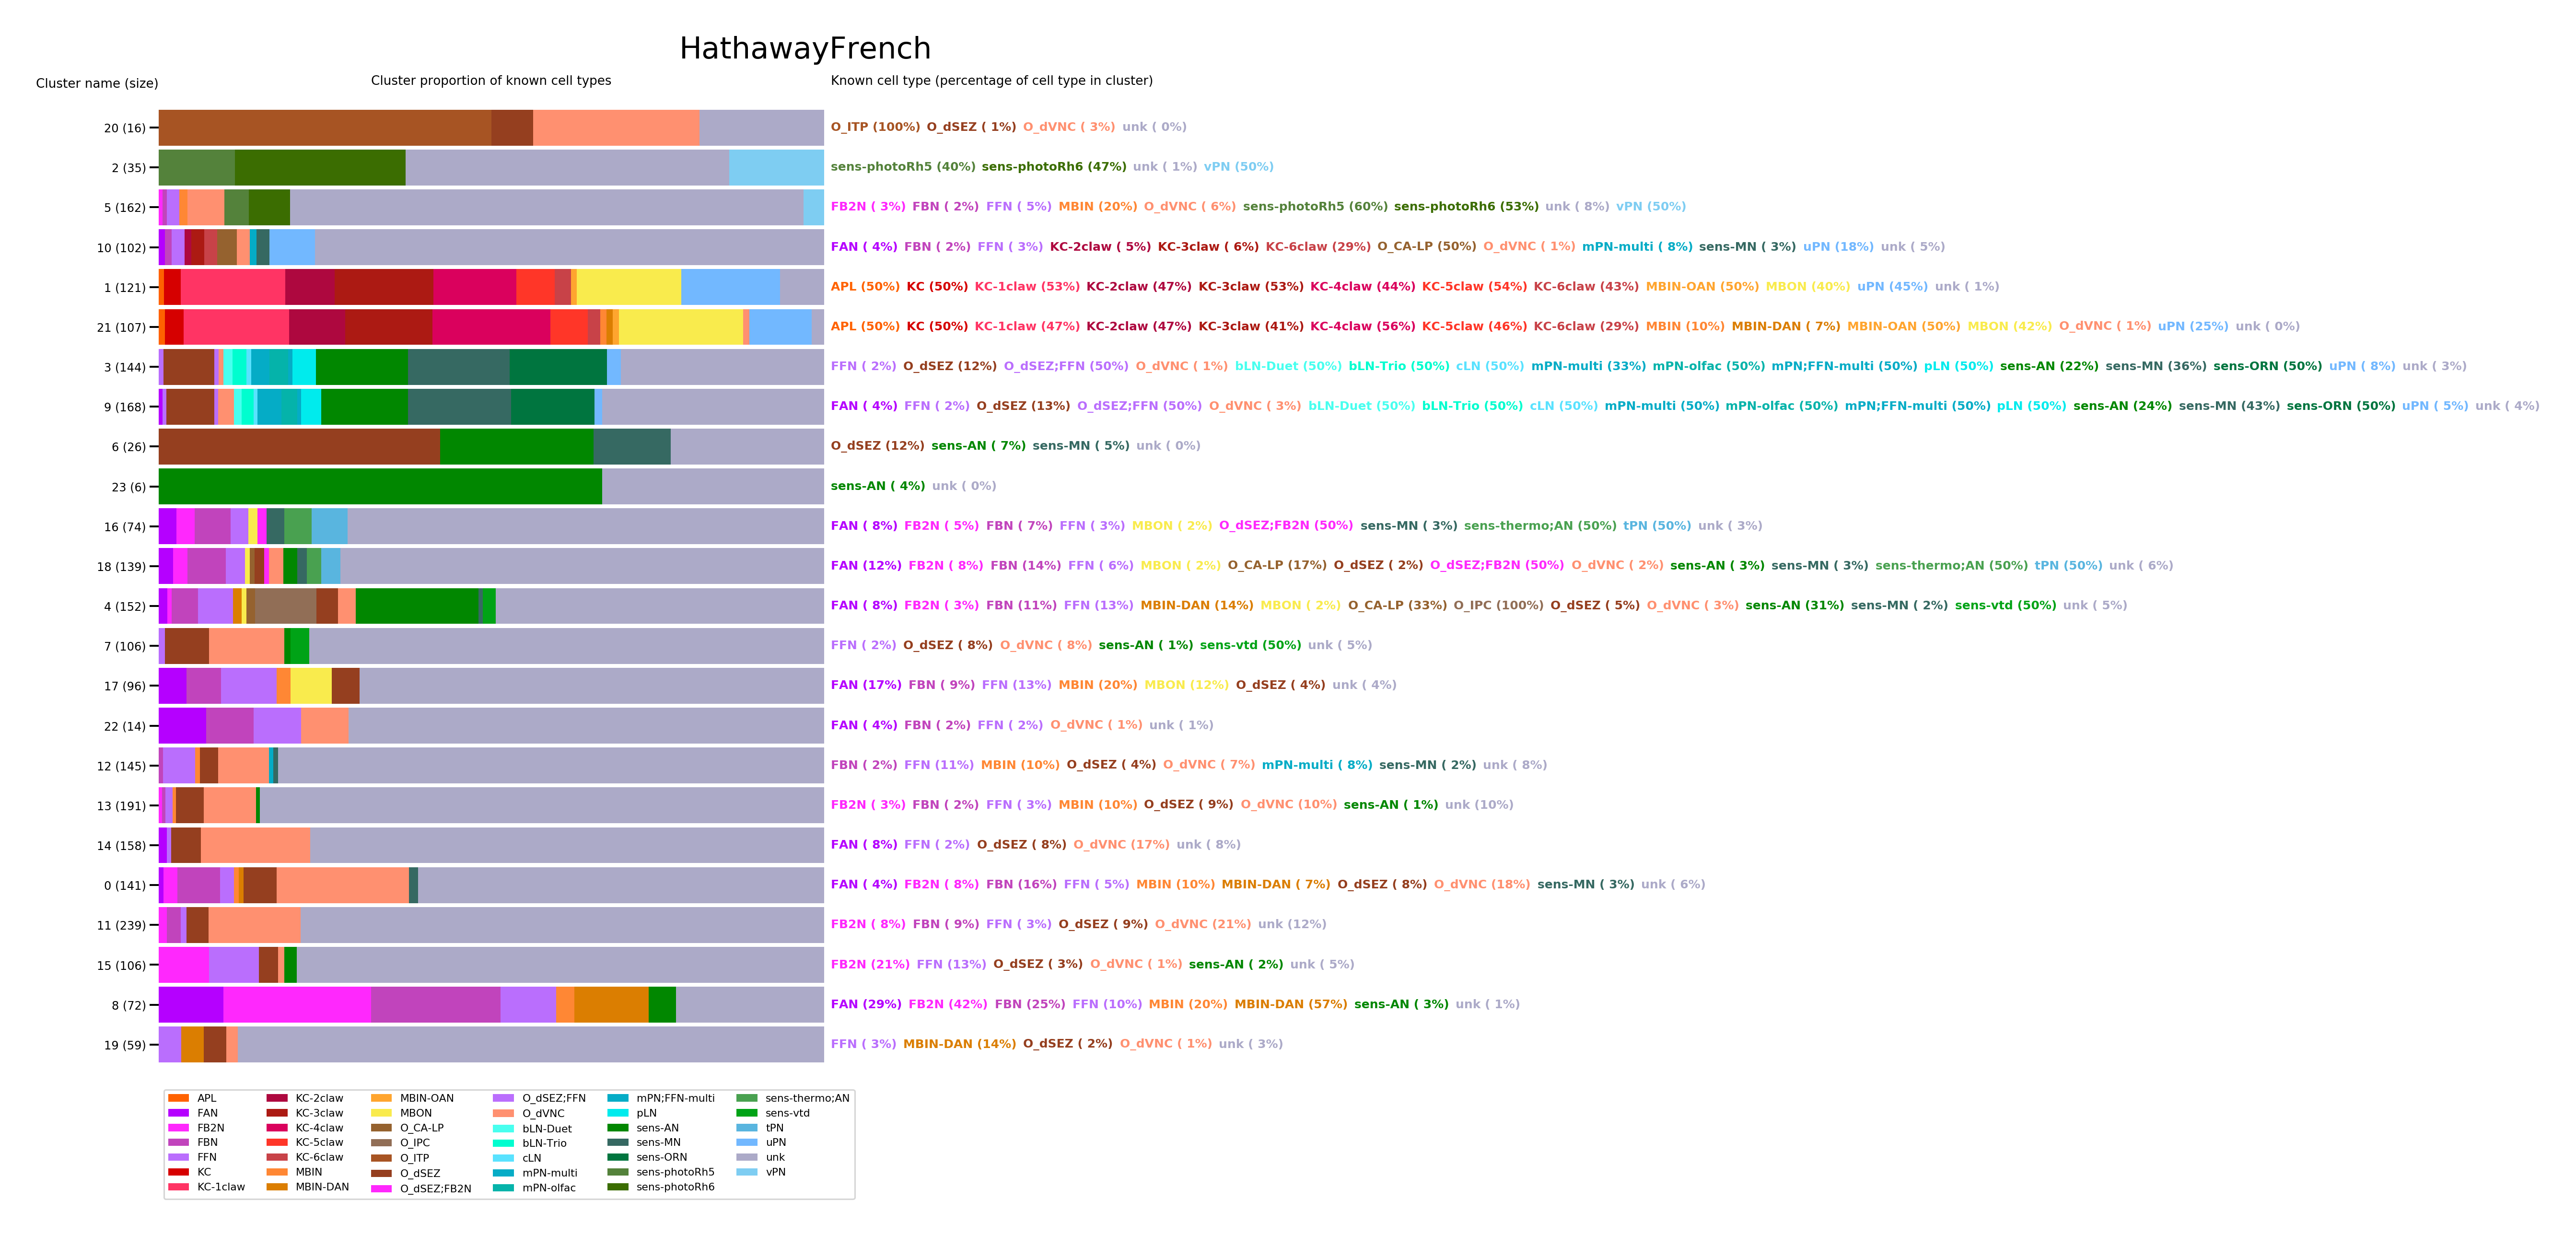 HathawayFrench
Cluster name (size) Cluster proportion of known cell types Known cell type (percentage of cell type in cluster)
20 (16) O_ITP (100%) O_dSEZ ( 1%) O_dVNC ( 3%) unk ( 0%)
2 (35) sens-photoRh5 (40%) sens-photoRh6 (47%) unk ( 1%) vPN (50%)
5 (162) FB2N ( 3%) FBN ( 2%) FFN ( 5%) MBIN (20%) O_dVNC ( 6%) sens-photoRh5 (60%) sens-photoRh6 (53%) unk ( 8%) vPN (50%)
10 (102) FAN ( 4%) FBN ( 2%) FFN ( 3%) KC-2claw ( 5%) KC-3claw ( 6%) KC-6claw (29%) O_CA-LP (50%) O_dVNC ( 1%) mPN-multi ( 8%) sens-MN ( 3%) uPN (18%) unk ( 5%)
1 (121) APL (50%) KC (50%) KC-1claw (53%) KC-2claw (47%) KC-3claw (53%) KC-4claw (44%) KC-5claw (54%) KC-6claw (43%) MBIN-OAN (50%) MBON (40%) uPN (45%) unk ( 1%)
21 (107) APL (50%) KC (50%) KC-1claw (47%) KC-2claw (47%) KC-3claw (41%) KC-4claw (56%) KC-5claw (46%) KC-6claw (29%) MBIN (10%) MBIN-DAN ( 7%) MBIN-OAN (50%) MBON (42%) O_dVNC ( 1%) uPN (25%) unk ( 0%)
3 (144) FFN ( 2%) O_dSEZ (12%) O_dSEZ;FFN (50%) O_dVNC ( 1%) bLN-Duet (50%) bLN-Trio (50%) cLN (50%) mPN-multi (33%) mPN-olfac (50%) mPN;FFN-multi (50%) pLN (50%) sens-AN (22%) sens-MN (36%) sens-ORN (50%) uPN ( 8%) unk ( 3%)
9 (168) FAN ( 4%) FFN ( 2%) O_dSEZ (13%) O_dSEZ;FFN (50%) O_dVNC ( 3%) bLN-Duet (50%) bLN-Trio (50%) cLN (50%) mPN-multi (50%) mPN-olfac (50%) mPN;FFN-multi (50%) pLN (50%) sens-AN (24%) sens-MN (43%) sens-ORN (50%) uPN ( 5%) unk ( 4%)
6 (26) O_dSEZ (12%) sens-AN ( 7%) sens-MN ( 5%) unk ( 0%)
23 (6) sens-AN ( 4%) unk ( 0%)
16 (74) FAN ( 8%) FB2N ( 5%) FBN ( 7%) FFN ( 3%) MBON ( 2%) O_dSEZ;FB2N (50%) sens-MN ( 3%) sens-thermo;AN (50%) tPN (50%) unk ( 3%)
18 (139) FAN (12%) FB2N ( 8%) FBN (14%) FFN ( 6%) MBON ( 2%) O_CA-LP (17%) O_dSEZ ( 2%) O_dSEZ;FB2N (50%) O_dVNC ( 2%) sens-AN ( 3%) sens-MN ( 3%) sens-thermo;AN (50%) tPN (50%) unk ( 6%)
4 (152) FAN ( 8%) FB2N ( 3%) FBN (11%) FFN (13%) MBIN-DAN (14%) MBON ( 2%) O_CA-LP (33%) O_IPC (100%) O_dSEZ ( 5%) O_dVNC ( 3%) sens-AN (31%) sens-MN ( 2%) sens-vtd (50%) unk ( 5%)
7 (106) FFN ( 2%) O_dSEZ ( 8%) O_dVNC ( 8%) sens-AN ( 1%) sens-vtd (50%) unk ( 5%)
17 (96) FAN (17%) FBN ( 9%) FFN (13%) MBIN (20%) MBON (12%) O_dSEZ ( 4%) unk ( 4%)
22 (14) FAN ( 4%) FBN ( 2%) FFN ( 2%) O_dVNC ( 1%) unk ( 1%)
12 (145) FBN ( 2%) FFN (11%) MBIN (10%) O_dSEZ ( 4%) O_dVNC ( 7%) mPN-multi ( 8%) sens-MN ( 2%) unk ( 8%)
13 (191) FB2N ( 3%) FBN ( 2%) FFN ( 3%) MBIN (10%) O_dSEZ ( 9%) O_dVNC (10%) sens-AN ( 1%) unk (10%)
14 (158) FAN ( 8%) FFN ( 2%) O_dSEZ ( 8%) O_dVNC (17%) unk ( 8%)
0 (141) FAN ( 4%) FB2N ( 8%) FBN (16%) FFN ( 5%) MBIN (10%) MBIN-DAN ( 7%) O_dSEZ ( 8%) O_dVNC (18%) sens-MN ( 3%) unk ( 6%)
11 (239) FB2N ( 8%) FBN ( 9%) FFN ( 3%) O_dSEZ ( 9%) O_dVNC (21%) unk (12%)
15 (106) FB2N (21%) FFN (13%) O_dSEZ ( 3%) O_dVNC ( 1%) sens-AN ( 2%) unk ( 5%)
8 (72) FAN (29%) FB2N (42%) FBN (25%) FFN (10%) MBIN (20%) MBIN-DAN (57%) sens-AN ( 3%) unk ( 1%)
19 (59) FFN ( 3%) MBIN-DAN (14%) O_dSEZ ( 2%) O_dVNC ( 1%) unk ( 3%)
APL KC-2claw MBIN-OAN O_dSEZ;FFN mPN;FFN-multi sens-thermo;AN
FAN KC-3claw MBON O_dVNC pLN sens-vtd
FB2N KC-4claw O_CA-LP bLN-Duet sens-AN tPN
FBN KC-5claw O_IPC bLN-Trio sens-MN uPN
FFN KC-6claw O_ITP cLN sens-ORN unk
KC MBIN O_dSEZ mPN-multi sens-photoRh5 vPN
KC-1claw MBIN-DAN O_dSEZ;FB2N mPN-olfac sens-photoRh6